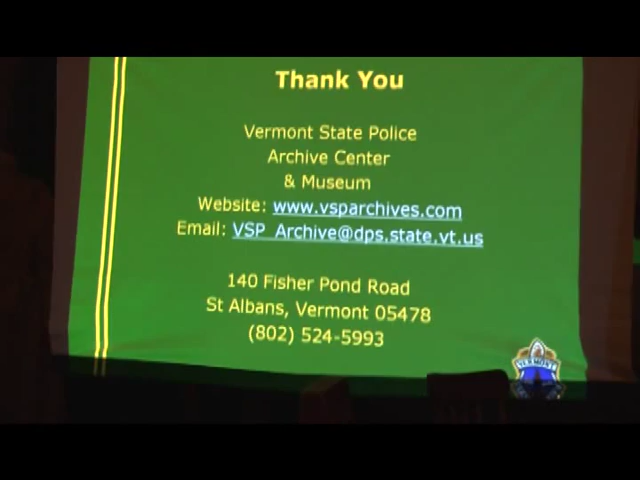 Thank You
Vermont State Police
Archive Center
& Museum
Website: www.vsparchives.com
Email: VSP_Archive@dps.state.vt.us
140 Fisher Pond Road
St Albans, Vermont 05478
(802) 524-5993
VERMONT